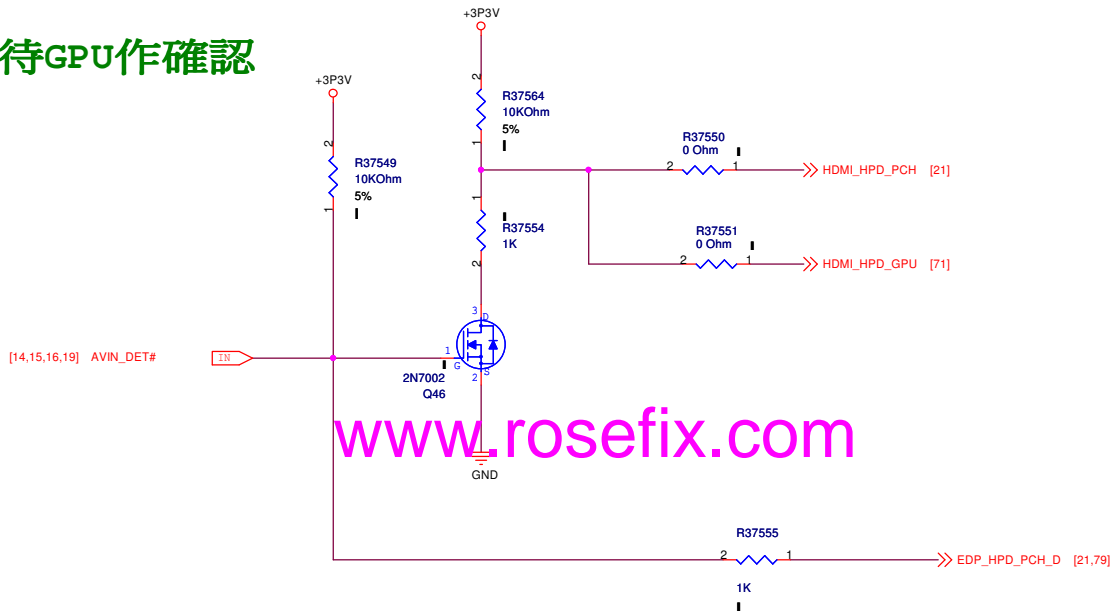 待GPU作確認
+3P3V
+3P3V
2
R37564
10KOhm
5%
1
2
R37549
10KOhm
5%
1
R37550
0 Ohm
2
1
HDMI_HPD_PCH [21]
1
R37554
1K
2
R37551
0 Ohm
2
1
HDMI_HPD_GPU [71]
3
D
[14,15,16,19] AVIN_DET#
IN
1
G
S
2
2N7002
Q46
www.rosefix.com
GND
R37555
2
1
EDP_HPD_PCH_D [21,79]
1K